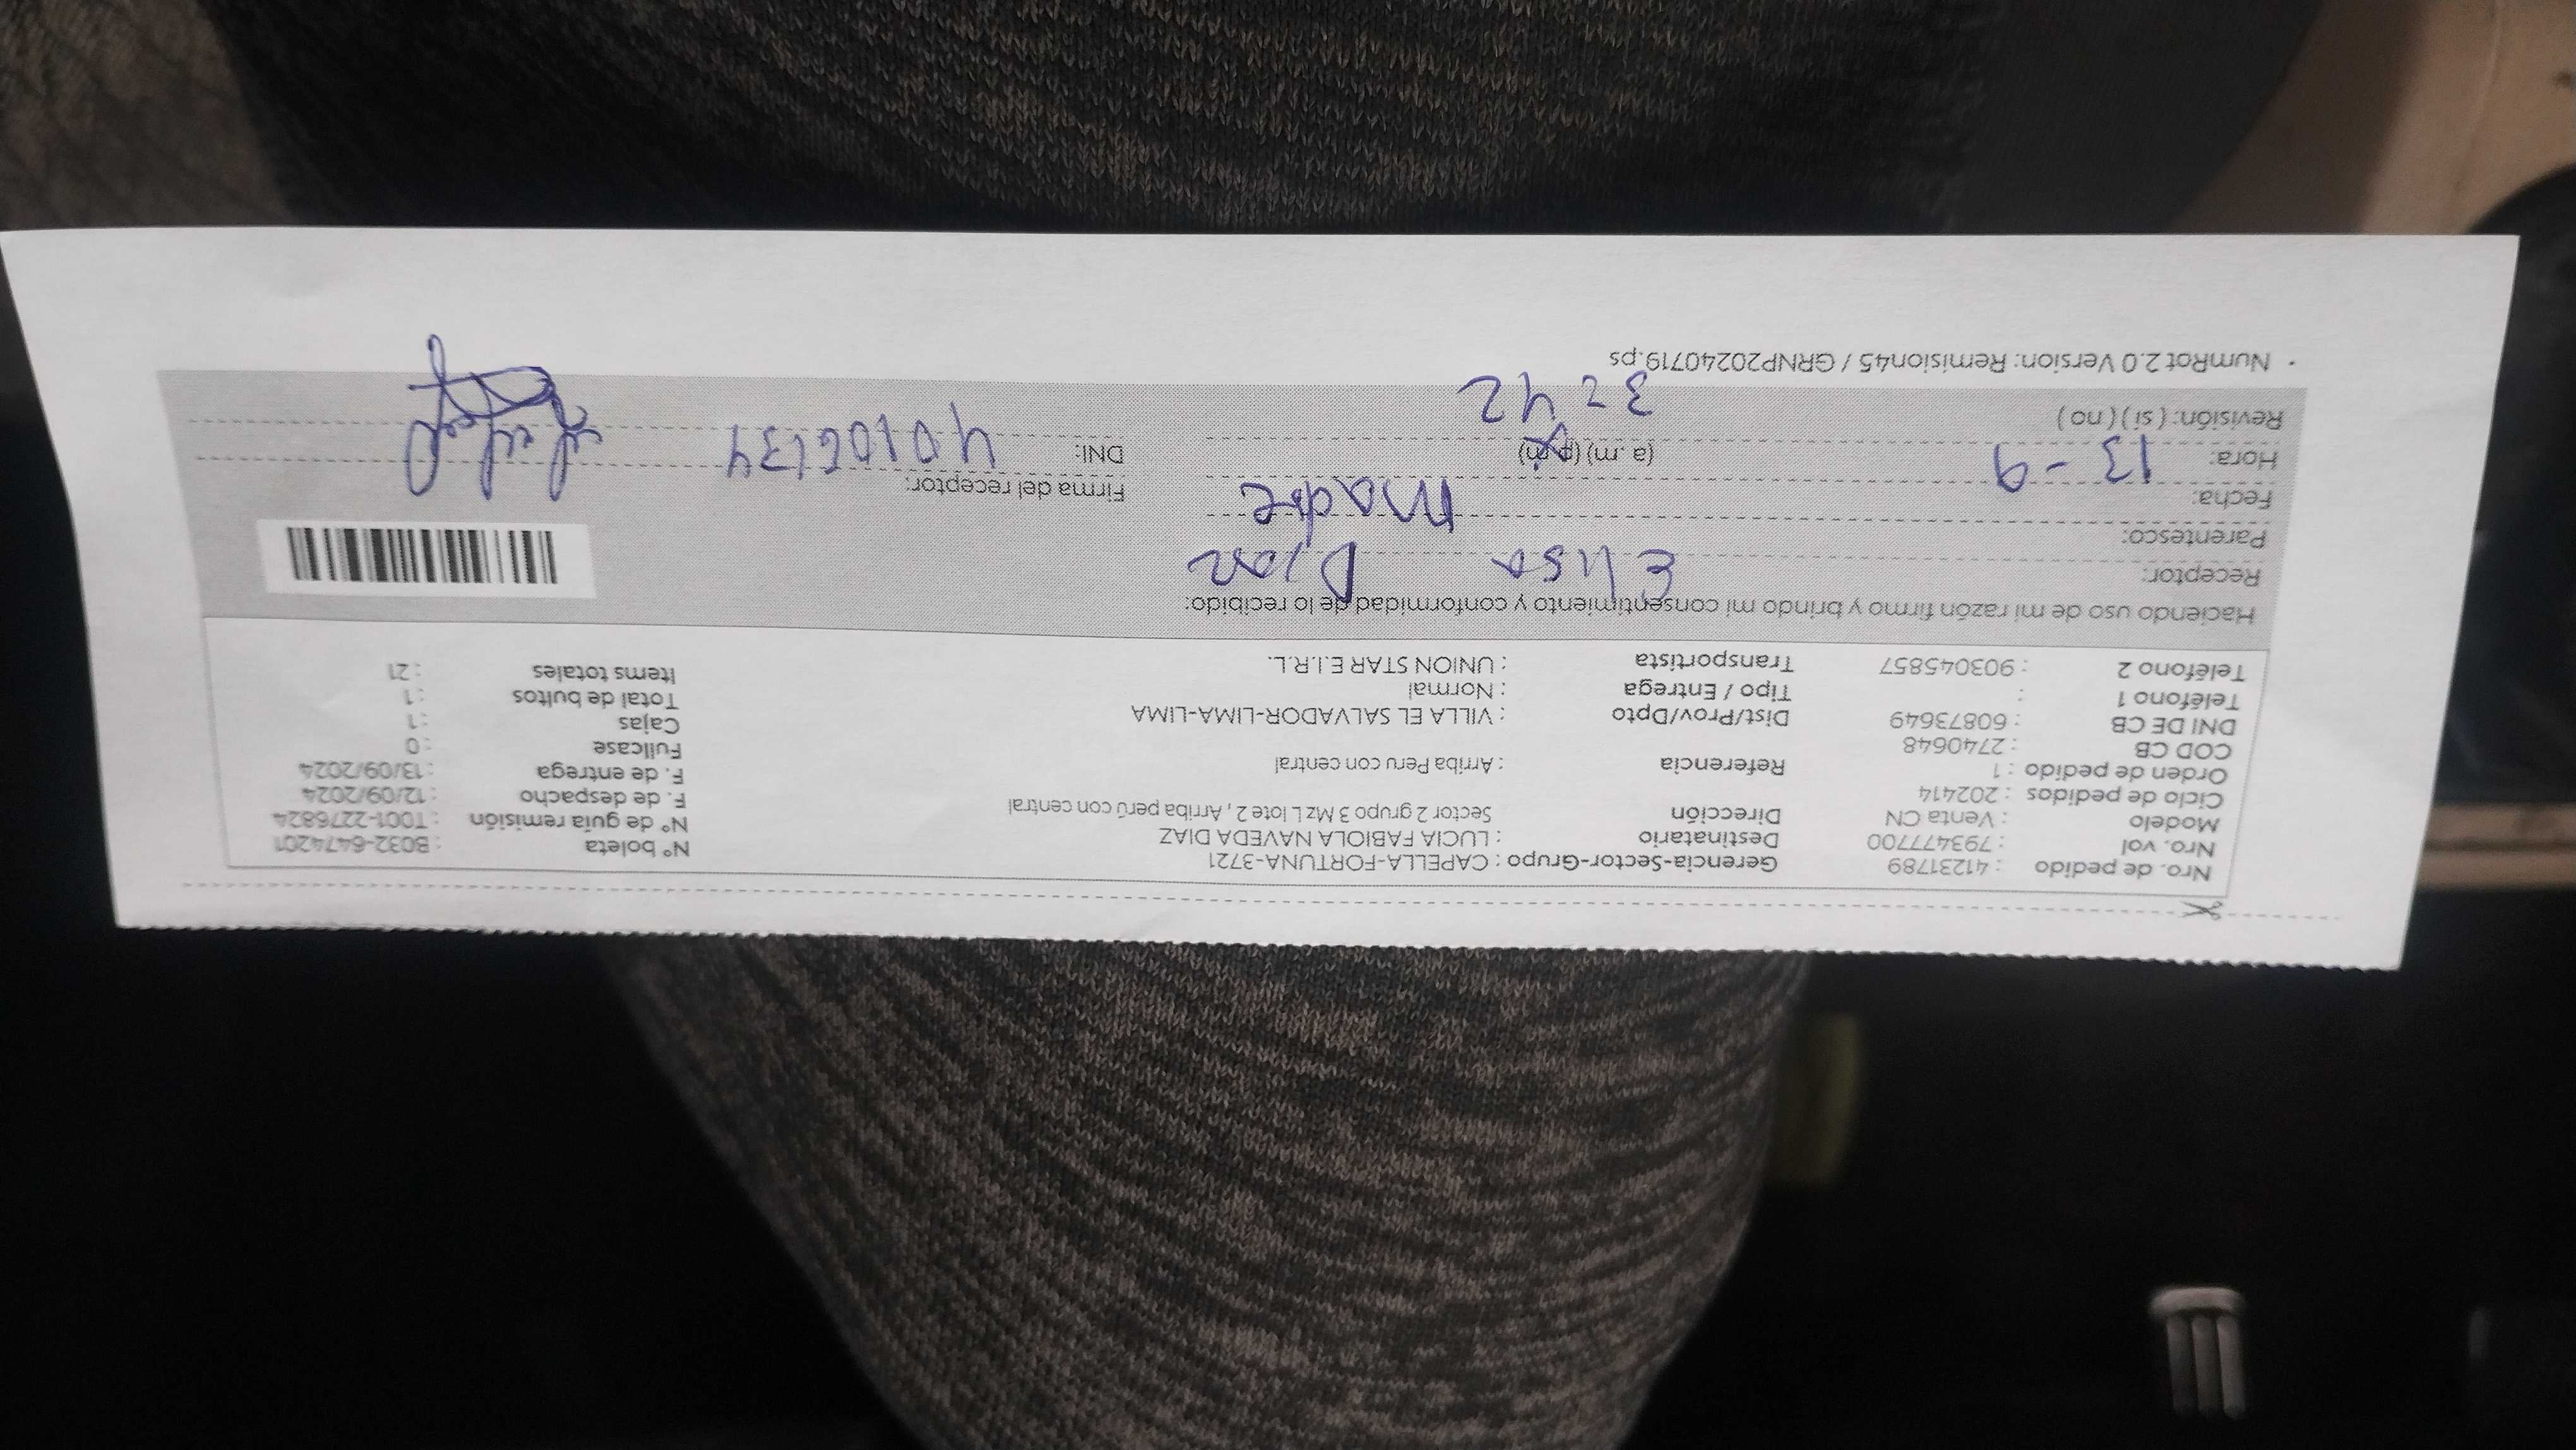 Nro. de pedido : 41231789 Gerencia-Sector-Grupo : CAPELLA-FORTUNA-3721 N° boleta : B032-6474201
Nro. vol : 793477700 Destinatario : LUCIA FABIOLA NAVEDA DIAZ N° de guía remisión : T001-2276824
Modelo : Venta CN Dirección Sector 2 grupo 3 Mz L lote 2 , Arriba perú con central F. de despacho : 12/09/2024
Ciclo de pedidos : 202414 F. de entrega : 13/09/2024
Orden de pedido : 1 Referencia : Arriba Peru con central Fullcase : 0
COD CB : 2740648 Cajas : 1
DNI DE CB : 60873649 Dist/Prov/Dpto : VILLA EL SALVADOR-LIMA-LIMA Total de bultos : 1
Teléfono 1 : Tipo / Entrega : Normal Items totales : 21
Teléfono 2 : 903045857 Transportista : UNION STAR E.I.R.L.
Haciendo uso de mi razón firmo y brindo mi consentimiento y conformidad de lo recibido:
Receptor: Elisa Diaz
Parentesco: Madre
Fecha: 13-9 Firma del receptor:
Hora: (a. m) (p. m) DNI: 40106134
Revisión: ( si ) ( no ) 3:42
• NumRot 2.0 Version: Remision45 / GRNP20240719.ps